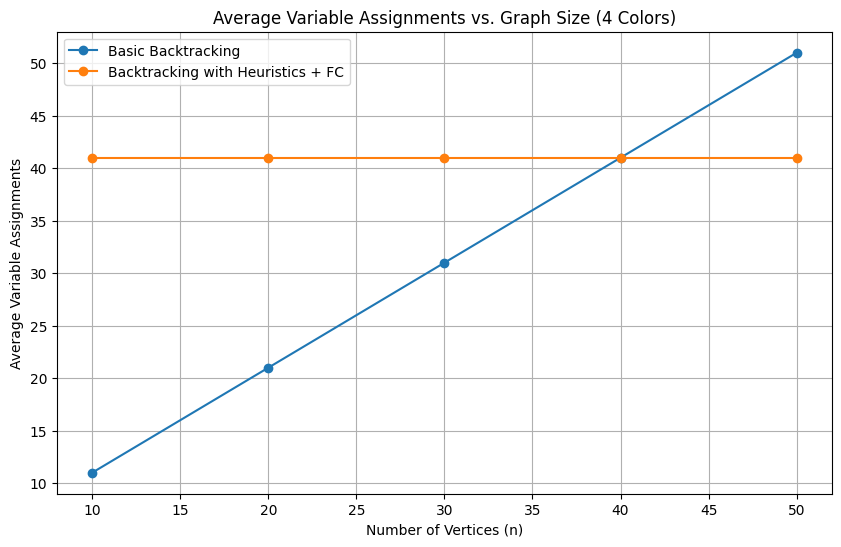 Average Variable Assignments vs. Graph Size (4 Colors)
Basic Backtracking
Backtracking with Heuristics + FC
Average Variable Assignments
50
45
40
35
30
25
20
15
10
10 15 20 25 30 35 40 45 50
Number of Vertices (n)